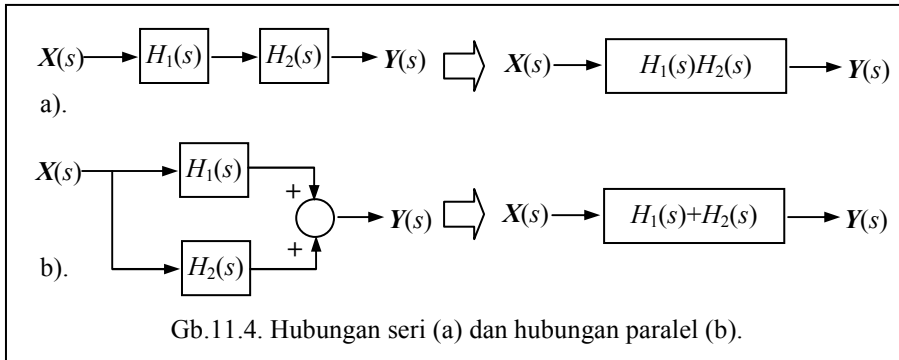 X(s) H₁(s) H₂(s) Y(s) X(s) H₁(s)H₂(s) Y(s)
a).
X(s) H₁(s)
+
Y(s) X(s) H₁(s)+H₂(s) Y(s)
+
b). H₂(s)
Gb.11.4. Hubungan seri (a) dan hubungan paralel (b).